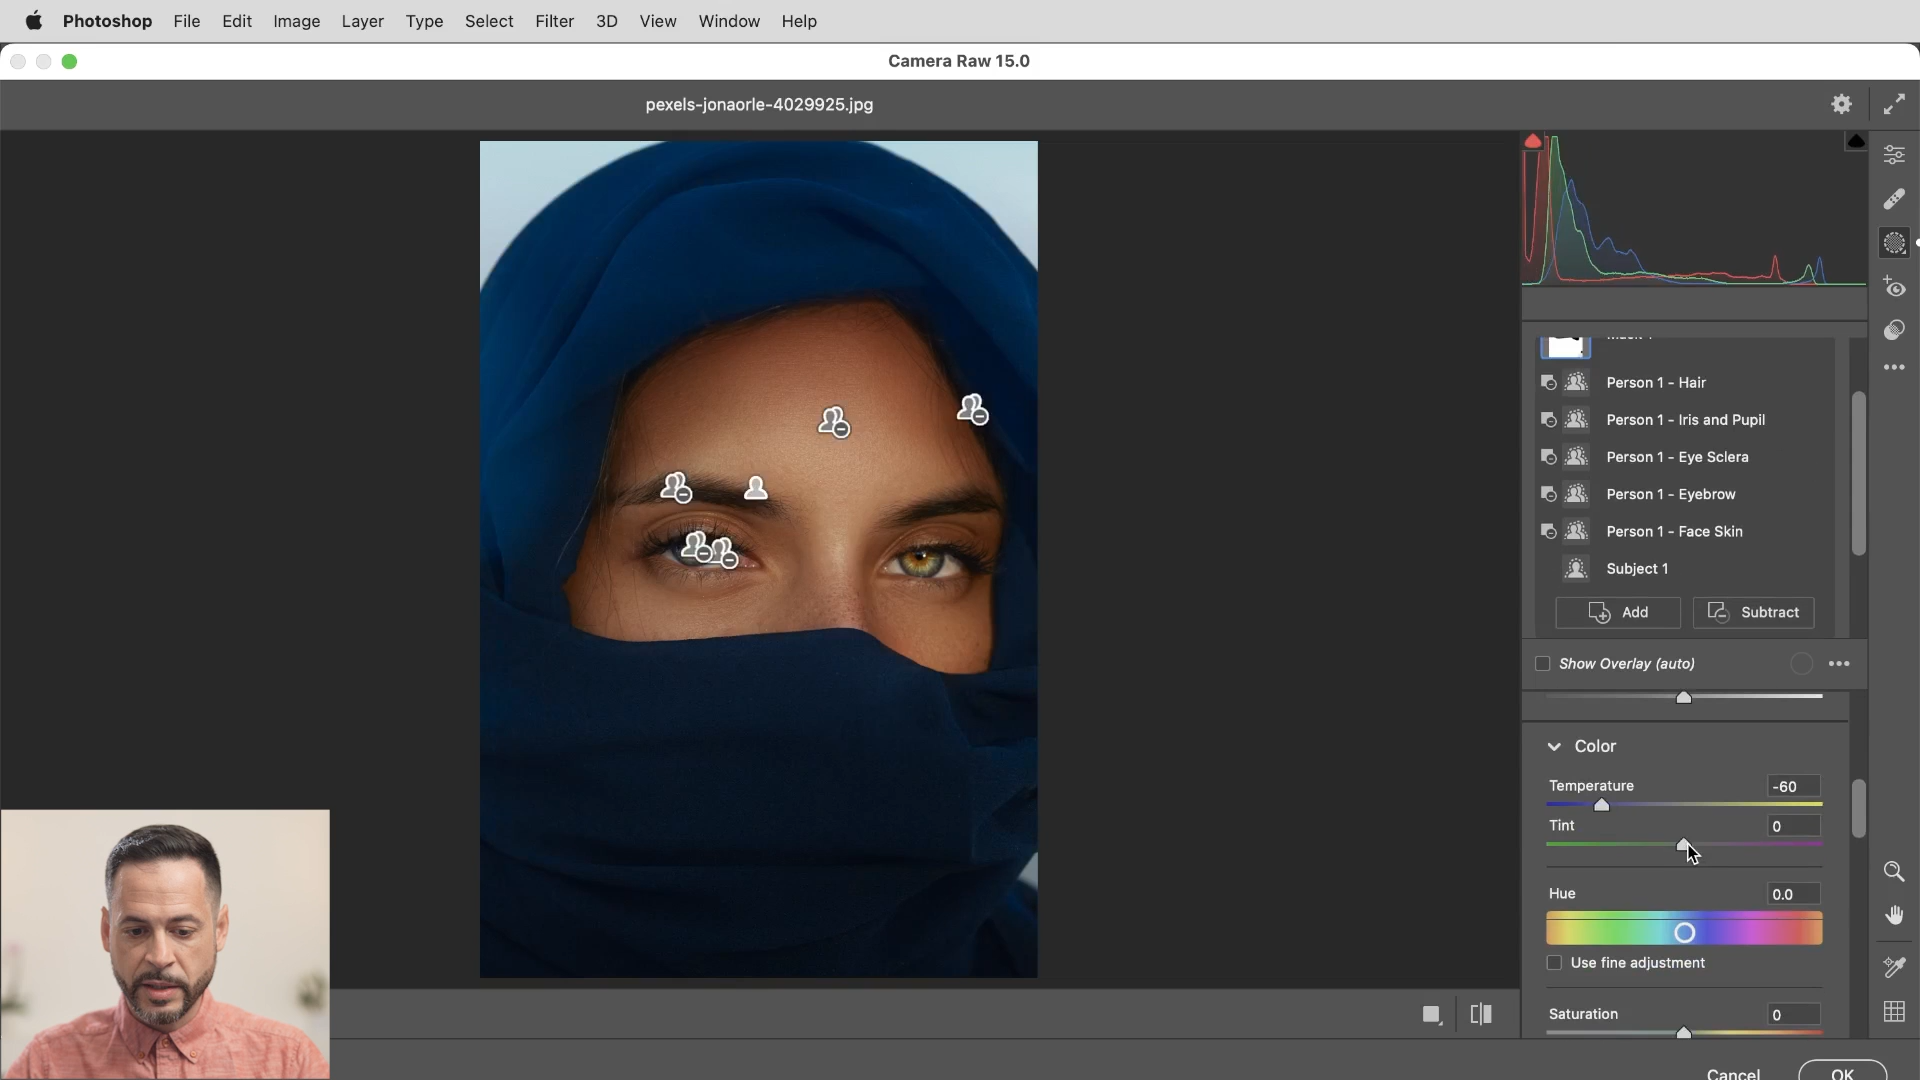 Photoshop File Edit Image Layer Type Select Filter 3D View Window Help
Camera Raw 15.0
pexels-jonaorle-4029925.jpg
Person 1 - Hair
Person 1 - Iris and Pupil
Person 1 - Eye Sclera
Person 1 - Eyebrow
Person 1 - Face Skin
Subject 1
Add Subtract
Show Overlay (auto)
Color
Temperature -60
Tint 0
Hue 0.0
Use fine adjustment
Saturation 0
Cancel OK